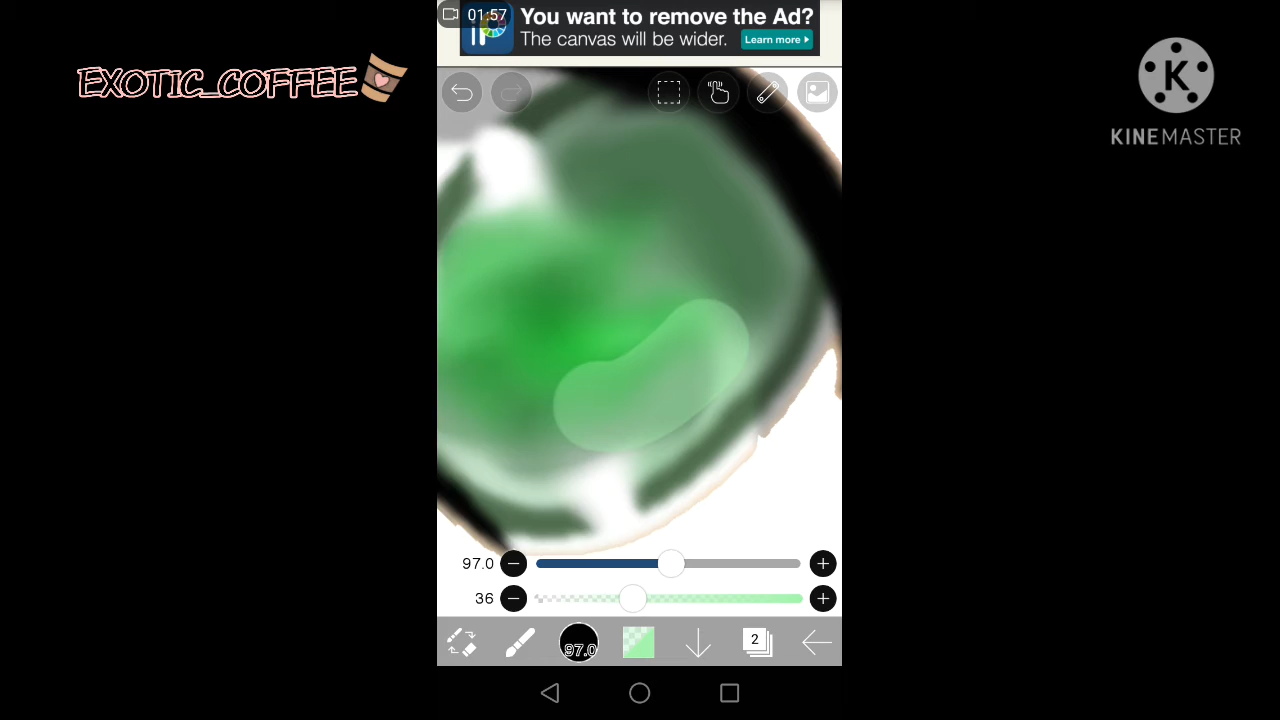 01:57
You want to remove the Ad?
The canvas will be wider.
Learn more
EXOTIC_COFFEE
K
KINEMASTER
97.0
36
97.0
2